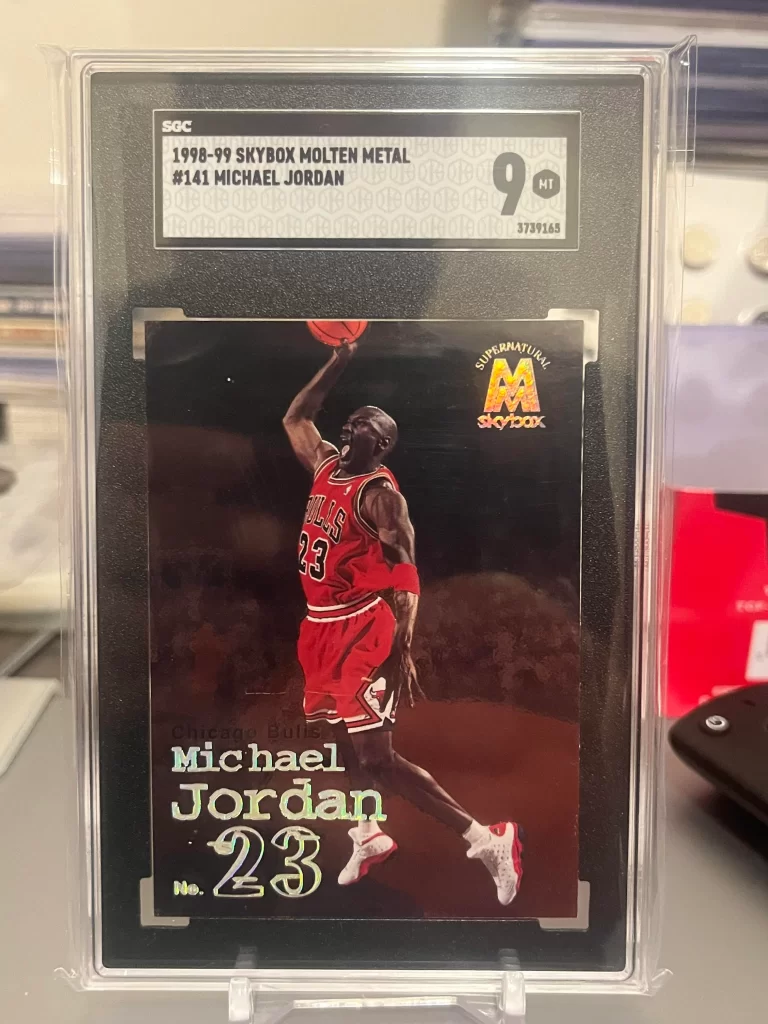 SGC
1998-99 SKYBOX MOLTEN METAL
#141 MICHAEL JORDAN
9 MT
3739165
SUPERNATURAL
M
skybox
BULLS
23
Chicago Bulls
Michael
Jordan
No. 23